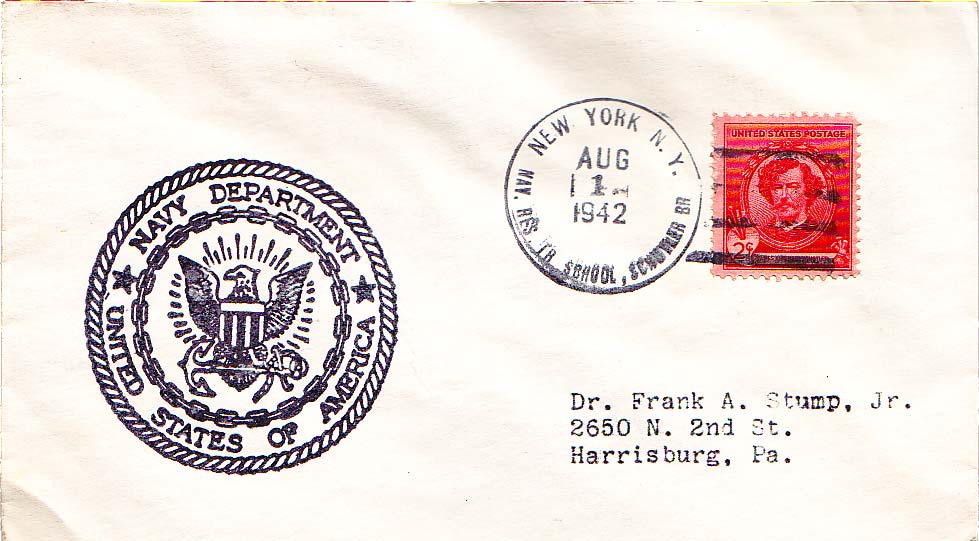 NAVY DEPARTMENT
UNITED STATES OF AMERICA
NEW YORK N. Y.
AUG
1
1942
NAV. RES. TR. SCHOOL, SCHUYLER BR
UNITED STATES POSTAGE
2¢
Dr. Frank A. Stump, Jr.
2650 N. 2nd St.
Harrisburg, Pa.